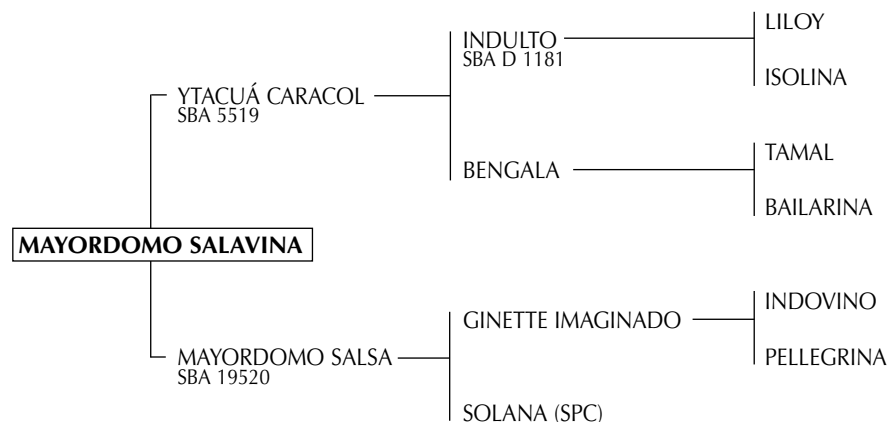 LILOY
INDULTO
SBA D 1181
ISOLINA
YTACUÁ CARACOL
SBA 5519
TAMAL
BENGALA
BAILARINA
MAYORDOMO SALAVINA
INDOVINO
GINETTE IMAGINADO
PELLEGRINA
MAYORDOMO SALSA
SBA 19520
SOLANA (SPC)